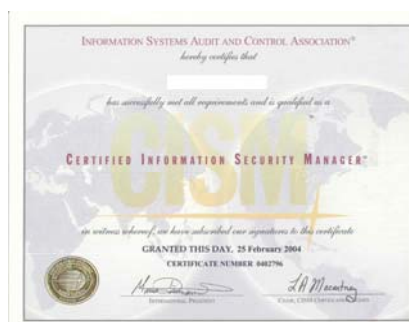 INFORMATION SYSTEMS AUDIT AND CONTROL ASSOCIATION®
hereby certifies that
has successfully met all requirements and is qualified as a
CISM
CERTIFIED INFORMATION SECURITY MANAGER™
in witness whereof, we have subscribed our signatures to this certificate
GRANTED THIS DAY, 25 February 2004
CERTIFICATE NUMBER 0402796
INTERNATIONAL PRESIDENT